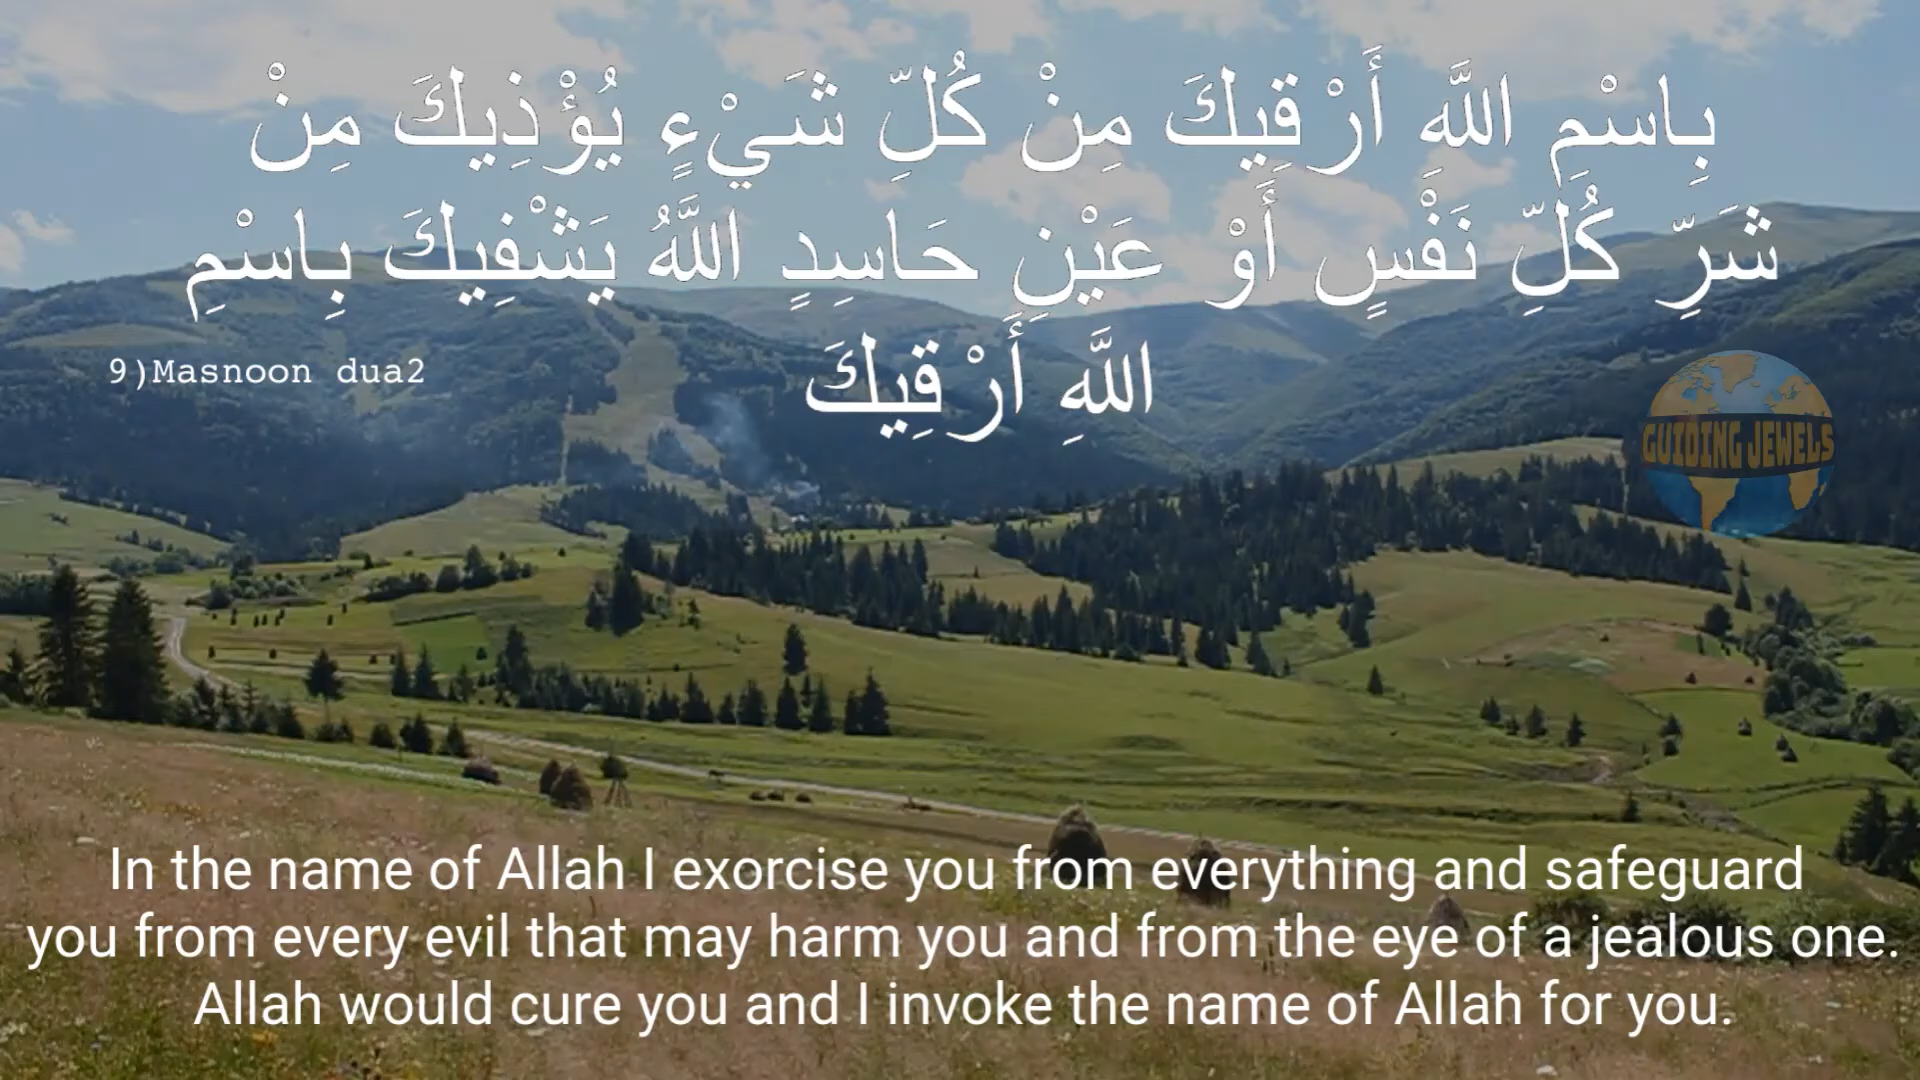 بِاسْمِ اللَّهِ أَرْقِيكَ مِنْ كُلِّ شَيْءٍ يُؤْذِيكَ مِنْ
شَرِّ كُلِّ نَفْسٍ أَوْ عَيْنِ حَاسِدٍ اللَّهُ يَشْفِيكَ بِاسْمِ
اللَّهِ أَرْقِيكَ
9)Masnoon dua2
GUIDING JEWELS
In the name of Allah I exorcise you from everything and safeguard
you from every evil that may harm you and from the eye of a jealous one.
Allah would cure you and I invoke the name of Allah for you.